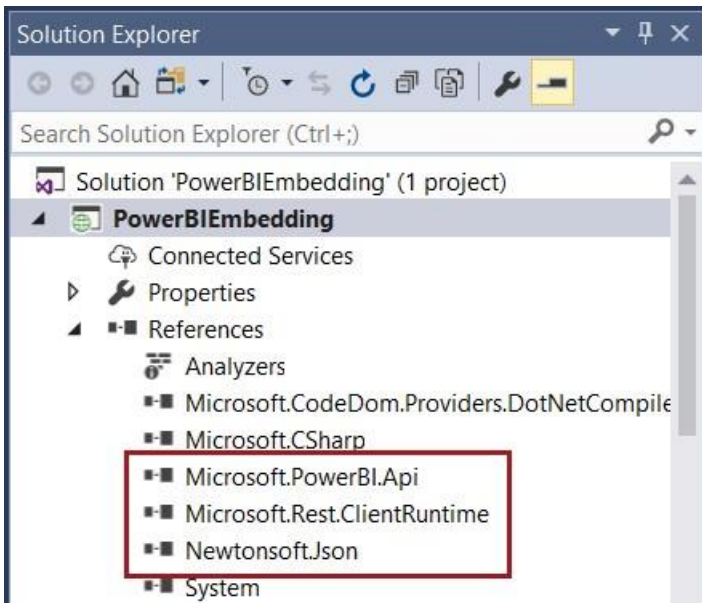 Solution Explorer
Search Solution Explorer (Ctrl+;)
Solution 'PowerBIEmbedding' (1 project)
PowerBIEmbedding
Connected Services
Properties
References
Analyzers
Microsoft.CodeDom.Providers.DotNetCompile
Microsoft.CSharp
Microsoft.PowerBI.Api
Microsoft.Rest.ClientRuntime
Newtonsoft.Json
System